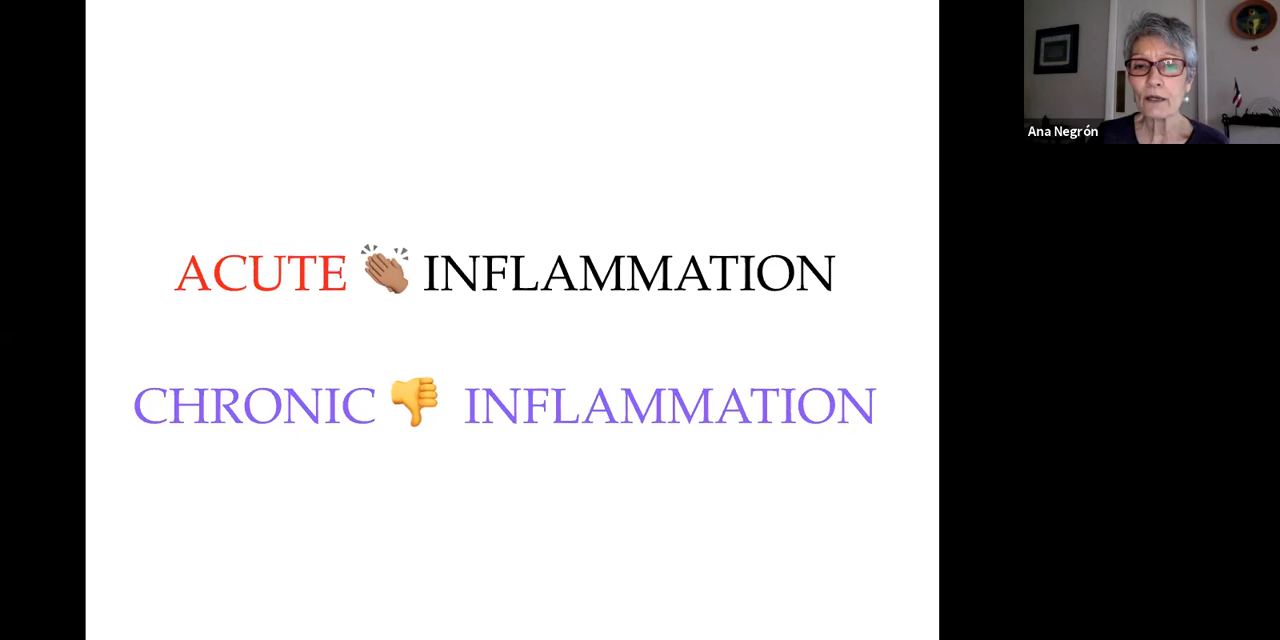 ACUTE 👏🏽 INFLAMMATION
CHRONIC 👎 INFLAMMATION
Ana Negrón